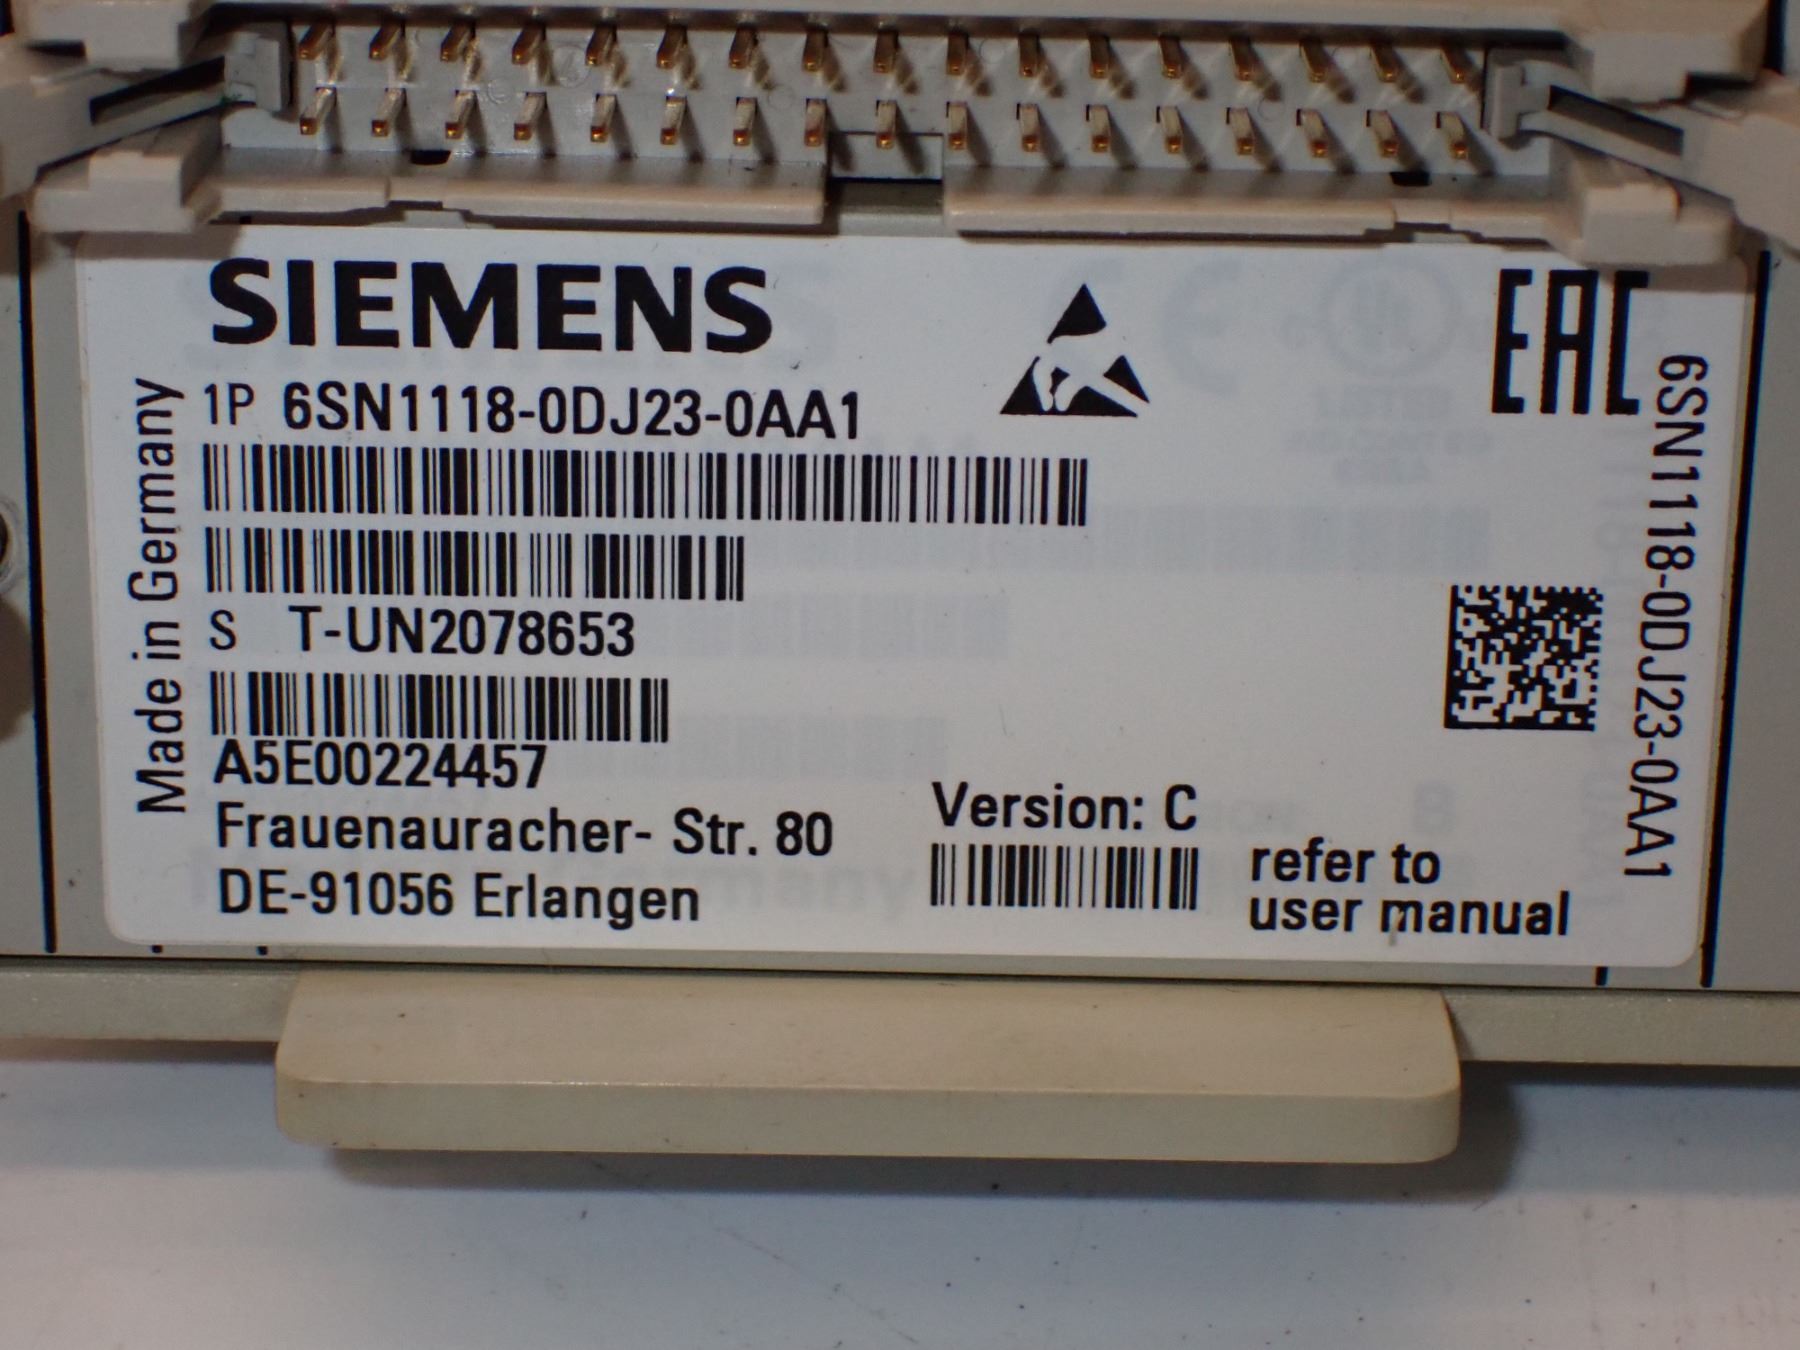 SIEMENS
EAC
1P 6SN1118-0DJ23-0AA1
S T-UN2078653
A5E00224457
Frauenauracher- Str. 80
DE-91056 Erlangen
Version: C
refer to
user manual
Made in Germany
6SN1118-0DJ23-0AA1